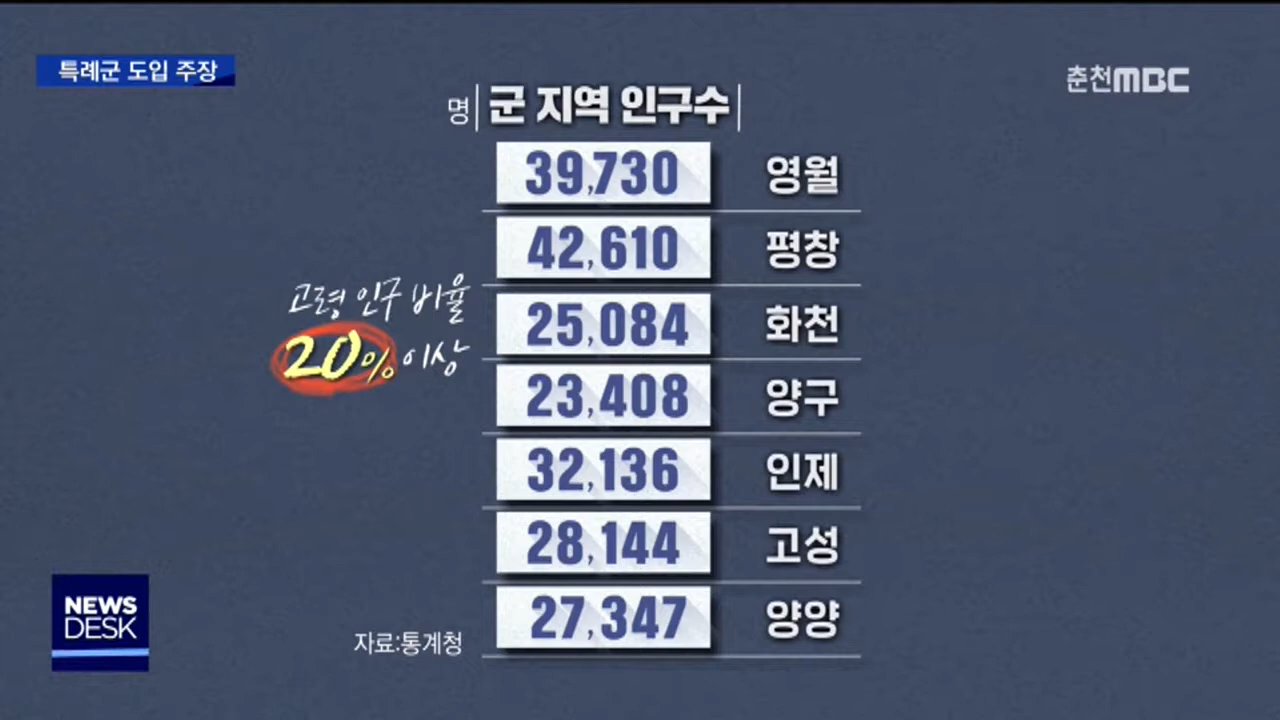 특례군 도입 주장
춘천MBC
명 군 지역 인구수
39,730 영월
42,610 평창
고령 인구 비율
20% 이상
25,084 화천
23,408 양구
32,136 인제
28,144 고성
27,347 양양
자료:통계청
NEWS
DESK